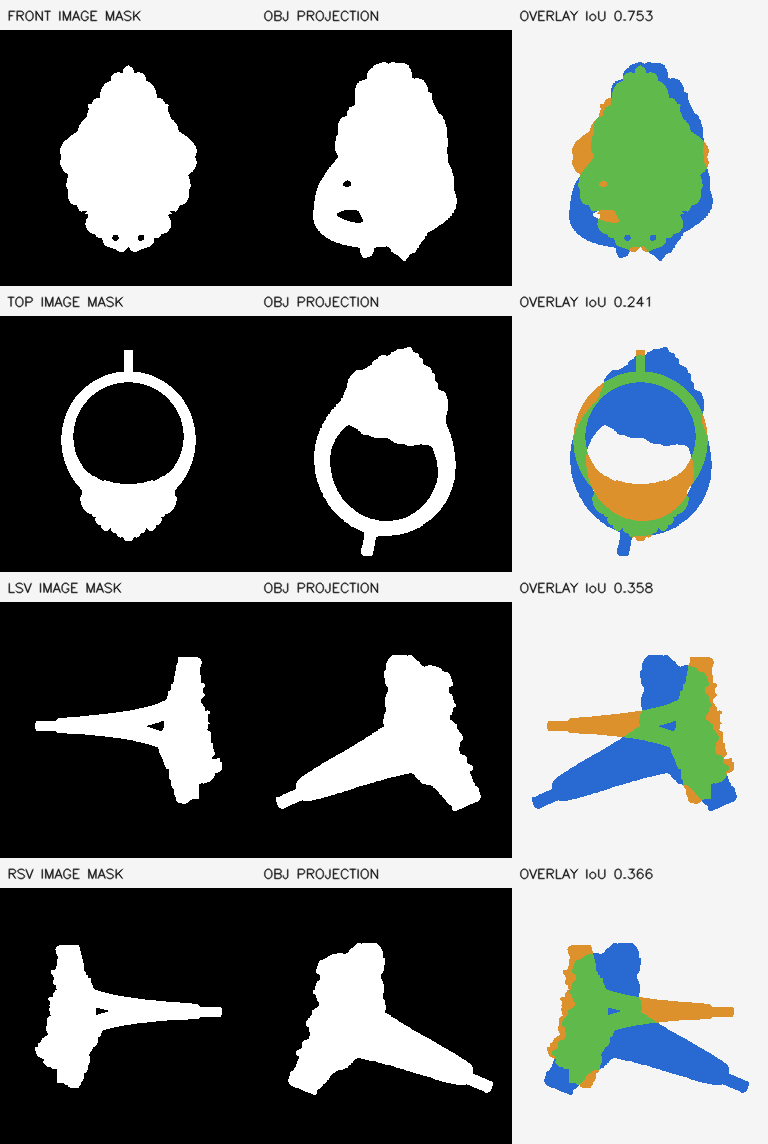 FRONT IMAGE MASK OBJ PROJECTION OVERLAY IoU 0.753
TOP IMAGE MASK OBJ PROJECTION OVERLAY IoU 0.241
LSV IMAGE MASK OBJ PROJECTION OVERLAY IoU 0.358
RSV IMAGE MASK OBJ PROJECTION OVERLAY IoU 0.366